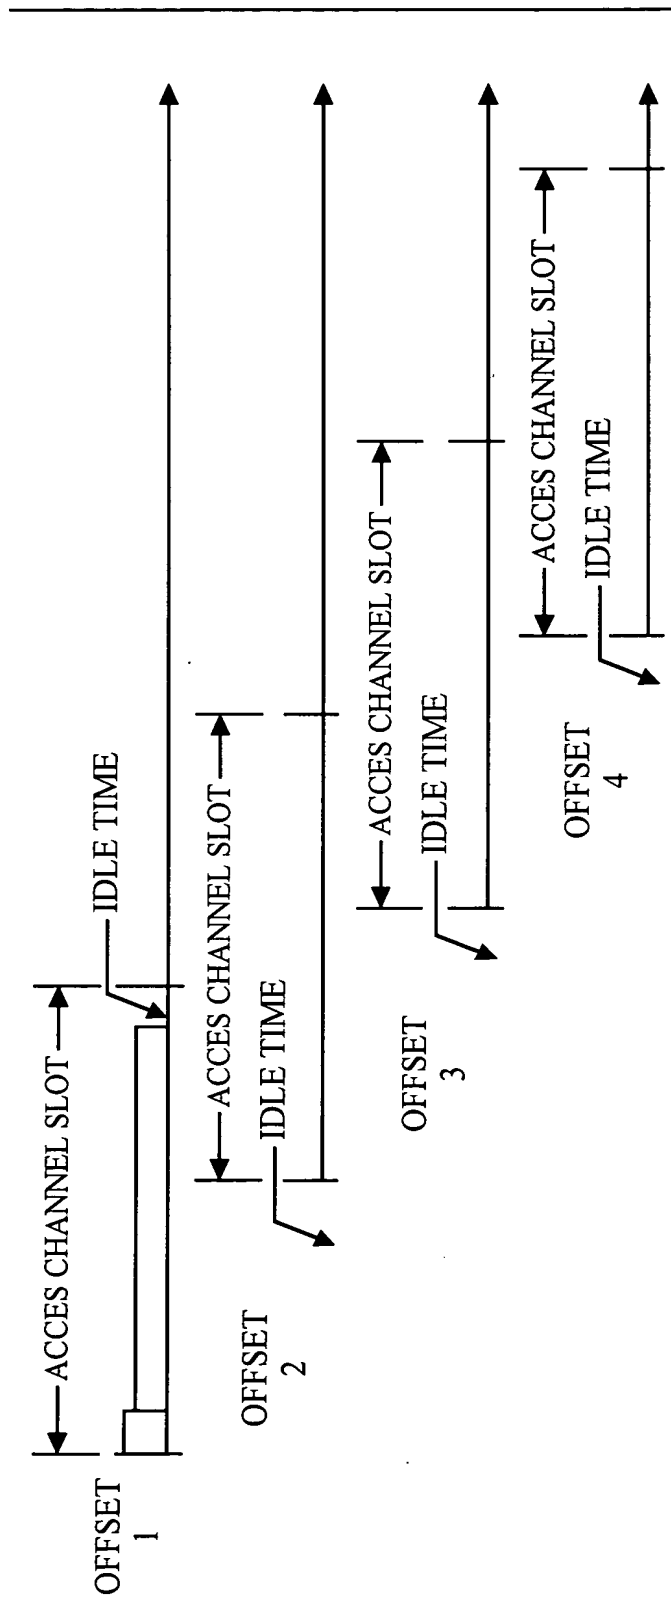 ACCES CHANNEL SLOT
IDLE TIME
OFFSET
1
ACCES CHANNEL SLOT
IDLE TIME
OFFSET
2
ACCES CHANNEL SLOT
IDLE TIME
OFFSET
3
ACCES CHANNEL SLOT
IDLE TIME
OFFSET
4